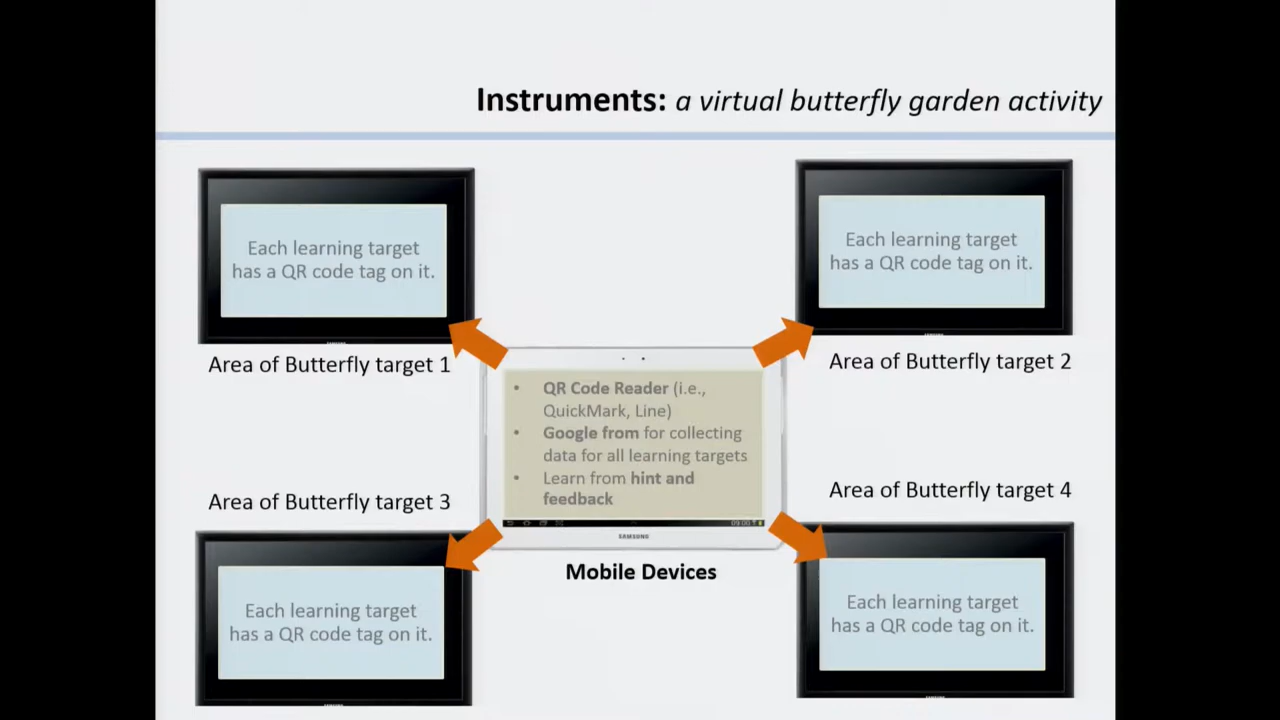 Instruments: a virtual butterfly garden activity
Each learning target
has a QR code tag on it.
Area of Butterfly target 1
Each learning target
has a QR code tag on it.
Area of Butterfly target 2
• QR Code Reader (i.e.,
QuickMark, Line)
• Google from for collecting
data for all learning targets
• Learn from hint and
feedback
09:00
SAMSUNG
Mobile Devices
Area of Butterfly target 3
Each learning target
has a QR code tag on it.
Area of Butterfly target 4
Each learning target
has a QR code tag on it.